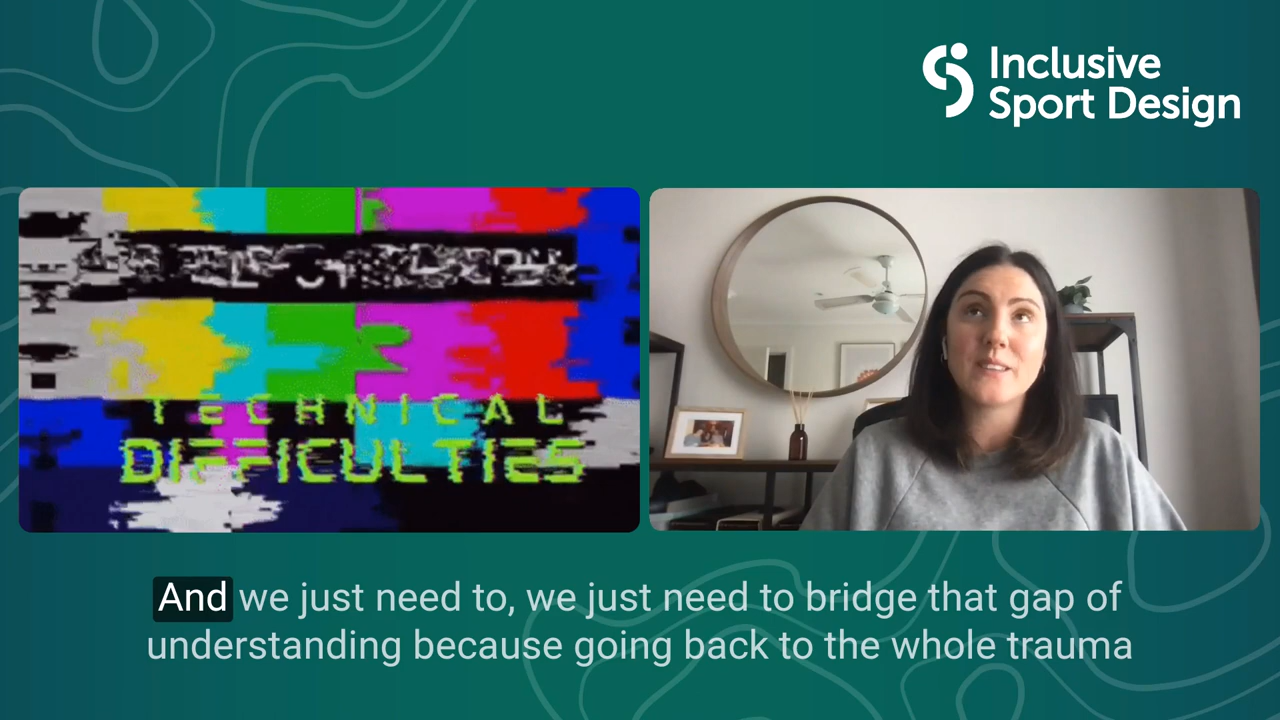 Inclusive
Sport Design
TECHNICAL
DIFFICULTIES
And we just need to, we just need to bridge that gap of
understanding because going back to the whole trauma